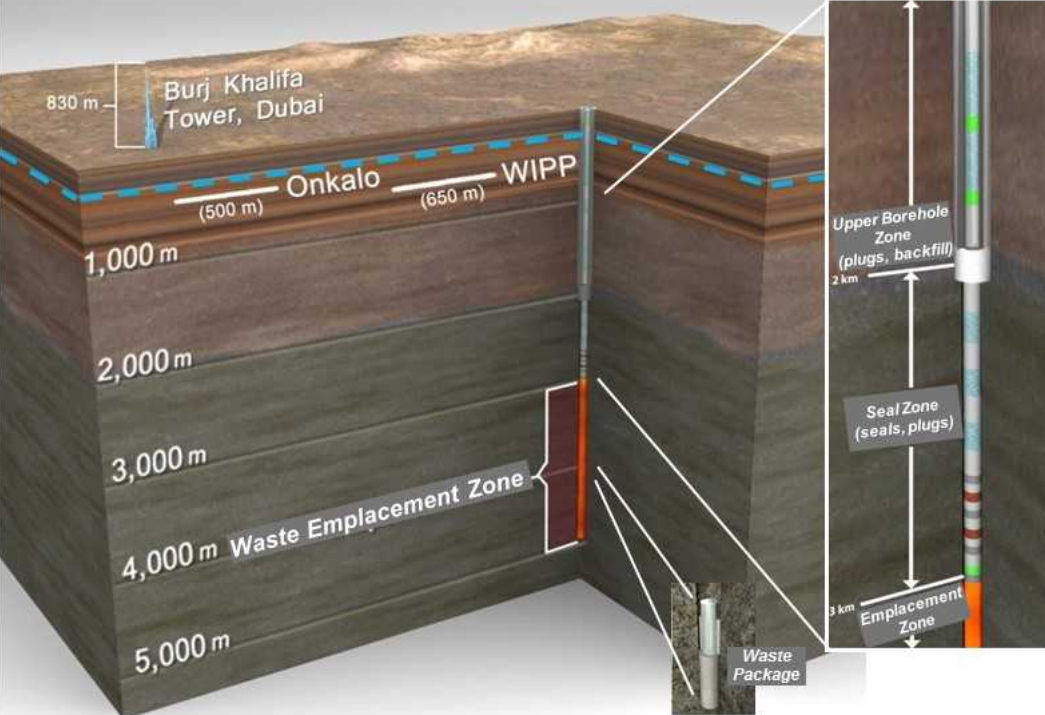 830 m
Burj Khalifa
Tower, Dubai
Onkalo
(500 m)
WIPP
(650 m)
1,000 m
2,000 m
3,000 m
4,000 m
5,000 m
Waste Emplacement Zone
Waste
Package
Upper Borehole
Zone
(plugs, backfill)
2 km
Seal Zone
(seals, plugs)
3 km
Emplacement
Zone